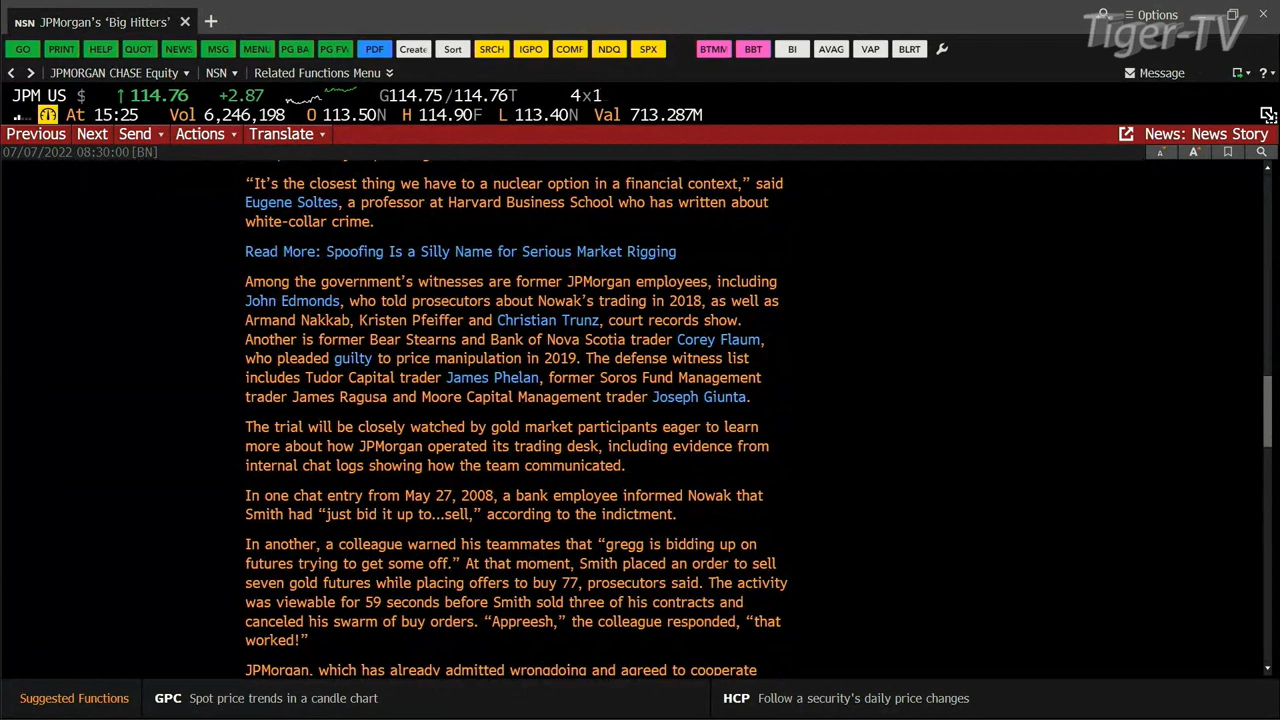 NSN JPMorgan's 'Big Hitters' × +
Options
Tiger-TV
GO PRINT HELP QUOT NEWS MSG MENU PG BA PG FW PDF Create Sort SRCH IGPO COMF NDQ SPX BTMM BBT BI AVAG VAP BLRT
JPMORGAN CHASE Equity NSN Related Functions Menu
Message ?
JPM US $ ↑114.76 +2.87 G114.75/114.76T 4x1
At 15:25 Vol 6,246,198 O 113.50N H 114.90F L 113.40N Val 713.287M
Previous Next Send Actions Translate News: News Story
07/07/2022 08:30:00 [BN] A A
“It's the closest thing we have to a nuclear option in a financial context,” said
Eugene Soltes, a professor at Harvard Business School who has written about
white-collar crime.
Read More: Spoofing Is a Silly Name for Serious Market Rigging
Among the government's witnesses are former JPMorgan employees, including
John Edmonds, who told prosecutors about Nowak's trading in 2018, as well as
Armand Nakkab, Kristen Pfeiffer and Christian Trunz, court records show.
Another is former Bear Stearns and Bank of Nova Scotia trader Corey Flaum,
who pleaded guilty to price manipulation in 2019. The defense witness list
includes Tudor Capital trader James Phelan, former Soros Fund Management
trader James Ragusa and Moore Capital Management trader Joseph Giunta.
The trial will be closely watched by gold market participants eager to learn
more about how JPMorgan operated its trading desk, including evidence from
internal chat logs showing how the team communicated.
In one chat entry from May 27, 2008, a bank employee informed Nowak that
Smith had “just bid it up to...sell,” according to the indictment.
In another, a colleague warned his teammates that “gregg is bidding up on
futures trying to get some off.” At that moment, Smith placed an order to sell
seven gold futures while placing offers to buy 77, prosecutors said. The activity
was viewable for 59 seconds before Smith sold three of his contracts and
canceled his swarm of buy orders. “Appreesh,” the colleague responded, “that
worked!”
JPMorgan, which has already admitted wrongdoing and agreed to cooperate
Suggested Functions GPC Spot price trends in a candle chart HCP Follow a security's daily price changes